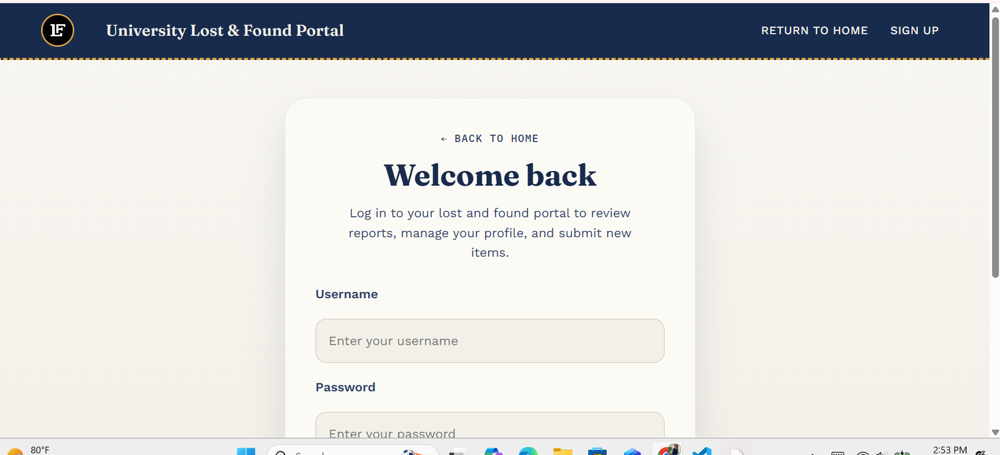 LF
University Lost & Found Portal
RETURN TO HOME
SIGN UP
← BACK TO HOME
Welcome back
Log in to your lost and found portal to review
reports, manage your profile, and submit new
items.
Username
Enter your username
Password
Enter your password
80°F
2:53 PM